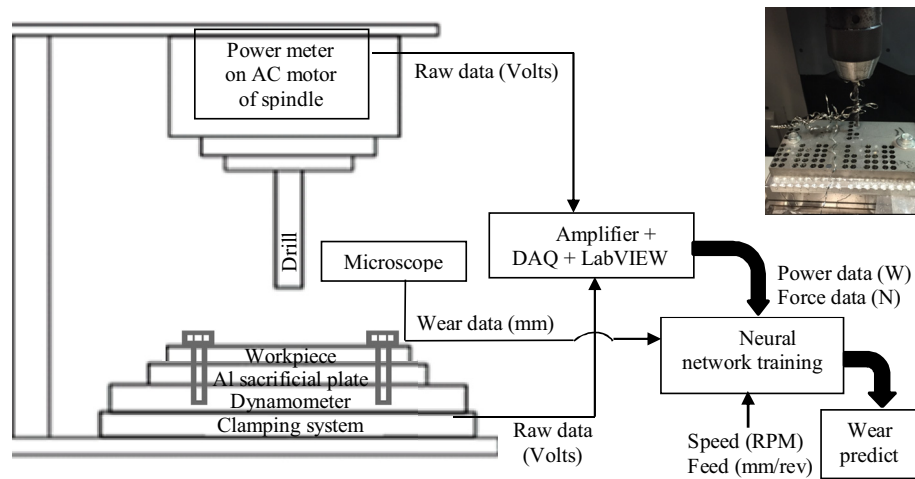 Power meter
on AC motor
of spindle
Raw data (Volts)
Drill
Microscope
Amplifier +
DAQ + LabVIEW
Power data (W)
Force data (N)
Wear data (mm)
Neural
network training
Workpiece
Al sacrificial plate
Dynamometer
Clamping system
Raw data
(Volts)
Speed (RPM)
Feed (mm/rev)
Wear
predict